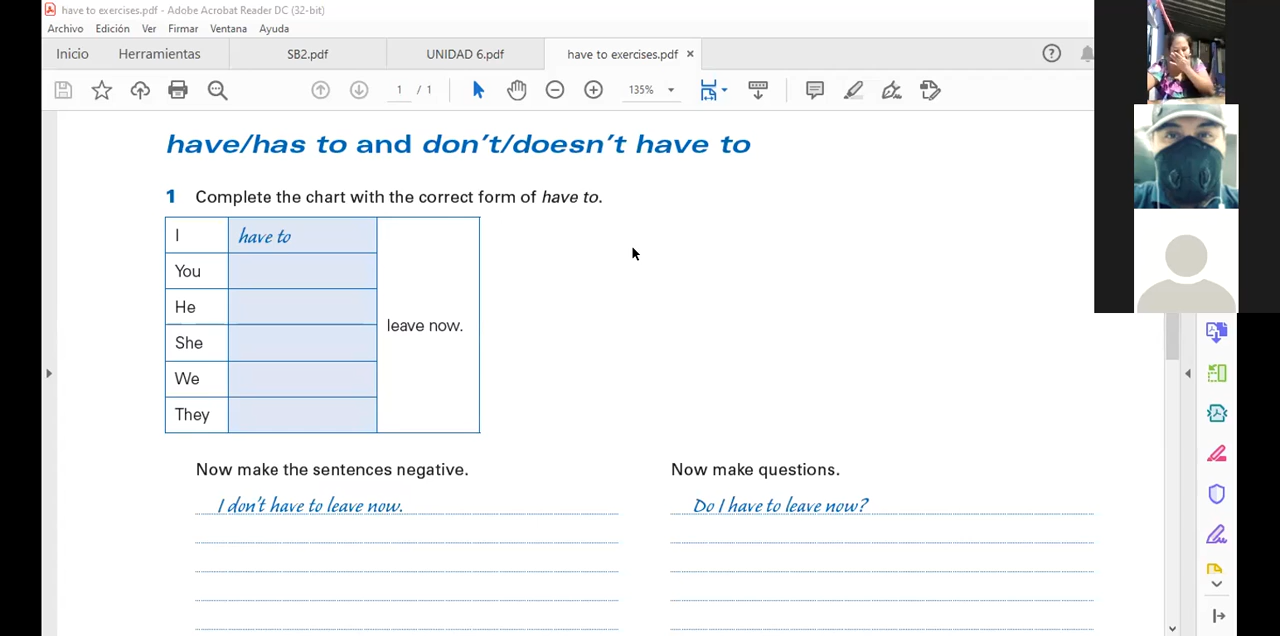 have to exercises.pdf - Adobe Acrobat Reader DC (32-bit)
Archivo Edición Ver Firmar Ventana Ayuda
Inicio Herramientas SB2.pdf UNIDAD 6.pdf have to exercises.pdf ×
1 / 1 135%
have/has to and don't/doesn't have to
1 Complete the chart with the correct form of have to.
I have to
You
He
She
We
They
leave now.
Now make the sentences negative.
I don't have to leave now.
Now make questions.
Do I have to leave now?